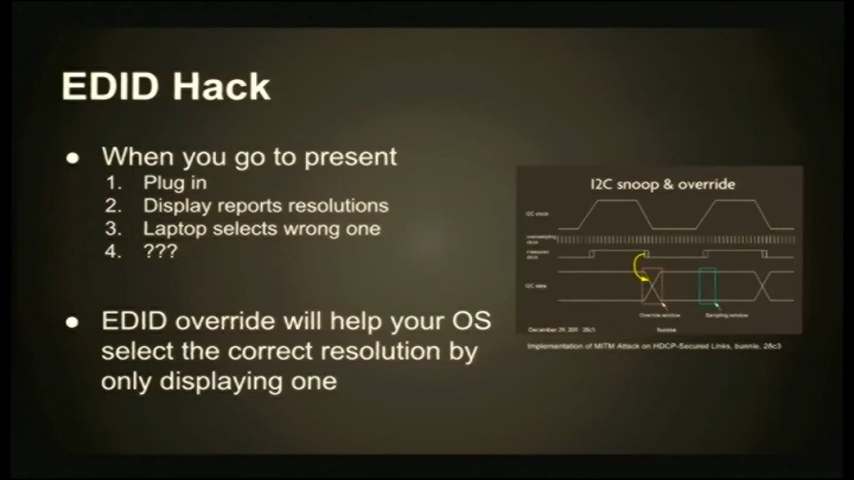 EDID Hack
● When you go to present
1. Plug in
2. Display reports resolutions
3. Laptop selects wrong one
4. ???
● EDID override will help your OS
select the correct resolution by
only displaying one
I2C snoop & override
I2C clock
oversampling
clock
measured
clock
I2C data
Override window
Sampling window
December 29, 2011 28c3
bunnie
Implementation of MITM Attack on HDCP-Secured Links, bunnie, 28c3